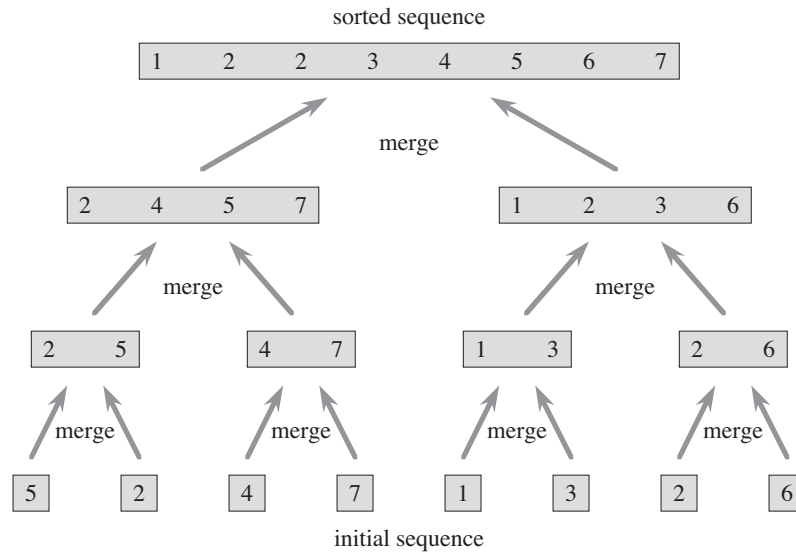 sorted sequence
1 2 2 3 4 5 6 7
merge
2 4 5 7 1 2 3 6
merge merge
2 5 4 7 1 3 2 6
merge merge merge merge
5 2 4 7 1 3 2 6
initial sequence